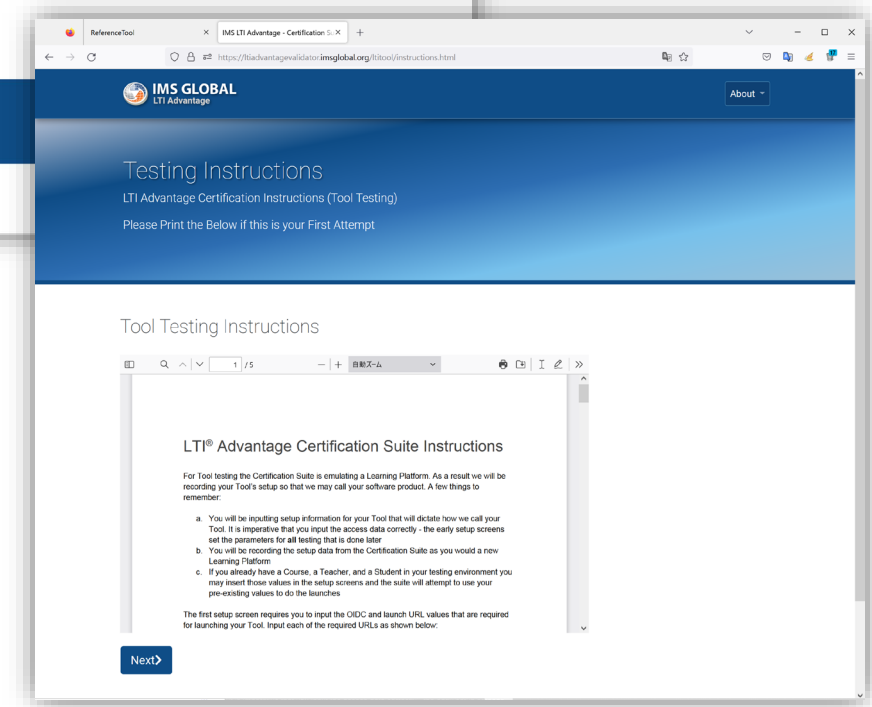 ReferenceTool
IMS LTI Advantage - Certification Su
https://ltiadvantagevalidator.imsglobal.org/ltitool/instructions.html
IMS GLOBAL
LTI Advantage
About
Testing Instructions
LTI Advantage Certification Instructions (Tool Testing)
Please Print the Below if this is your First Attempt
Tool Testing Instructions
1 / 5
自動ズーム
LTI® Advantage Certification Suite Instructions
For Tool testing the Certification Suite is emulating a Learning Platform. As a result we will be
recording your Tool's setup so that we may call your software product. A few things to
remember:
a. You will be inputting setup information for your Tool that will dictate how we call your
Tool. It is imperative that you input the access data correctly - the early setup screens
set the parameters for all testing that is done later
b. You will be recording the setup data from the Certification Suite as you would a new
Learning Platform
c. If you already have a Course, a Teacher, and a Student in your testing environment you
may insert those values in the setup screens and the suite will attempt to use your
pre-existing values to do the launches
The first setup screen requires you to input the OIDC and launch URL values that are required
for launching your Tool. Input each of the required URLs as shown below:
Next